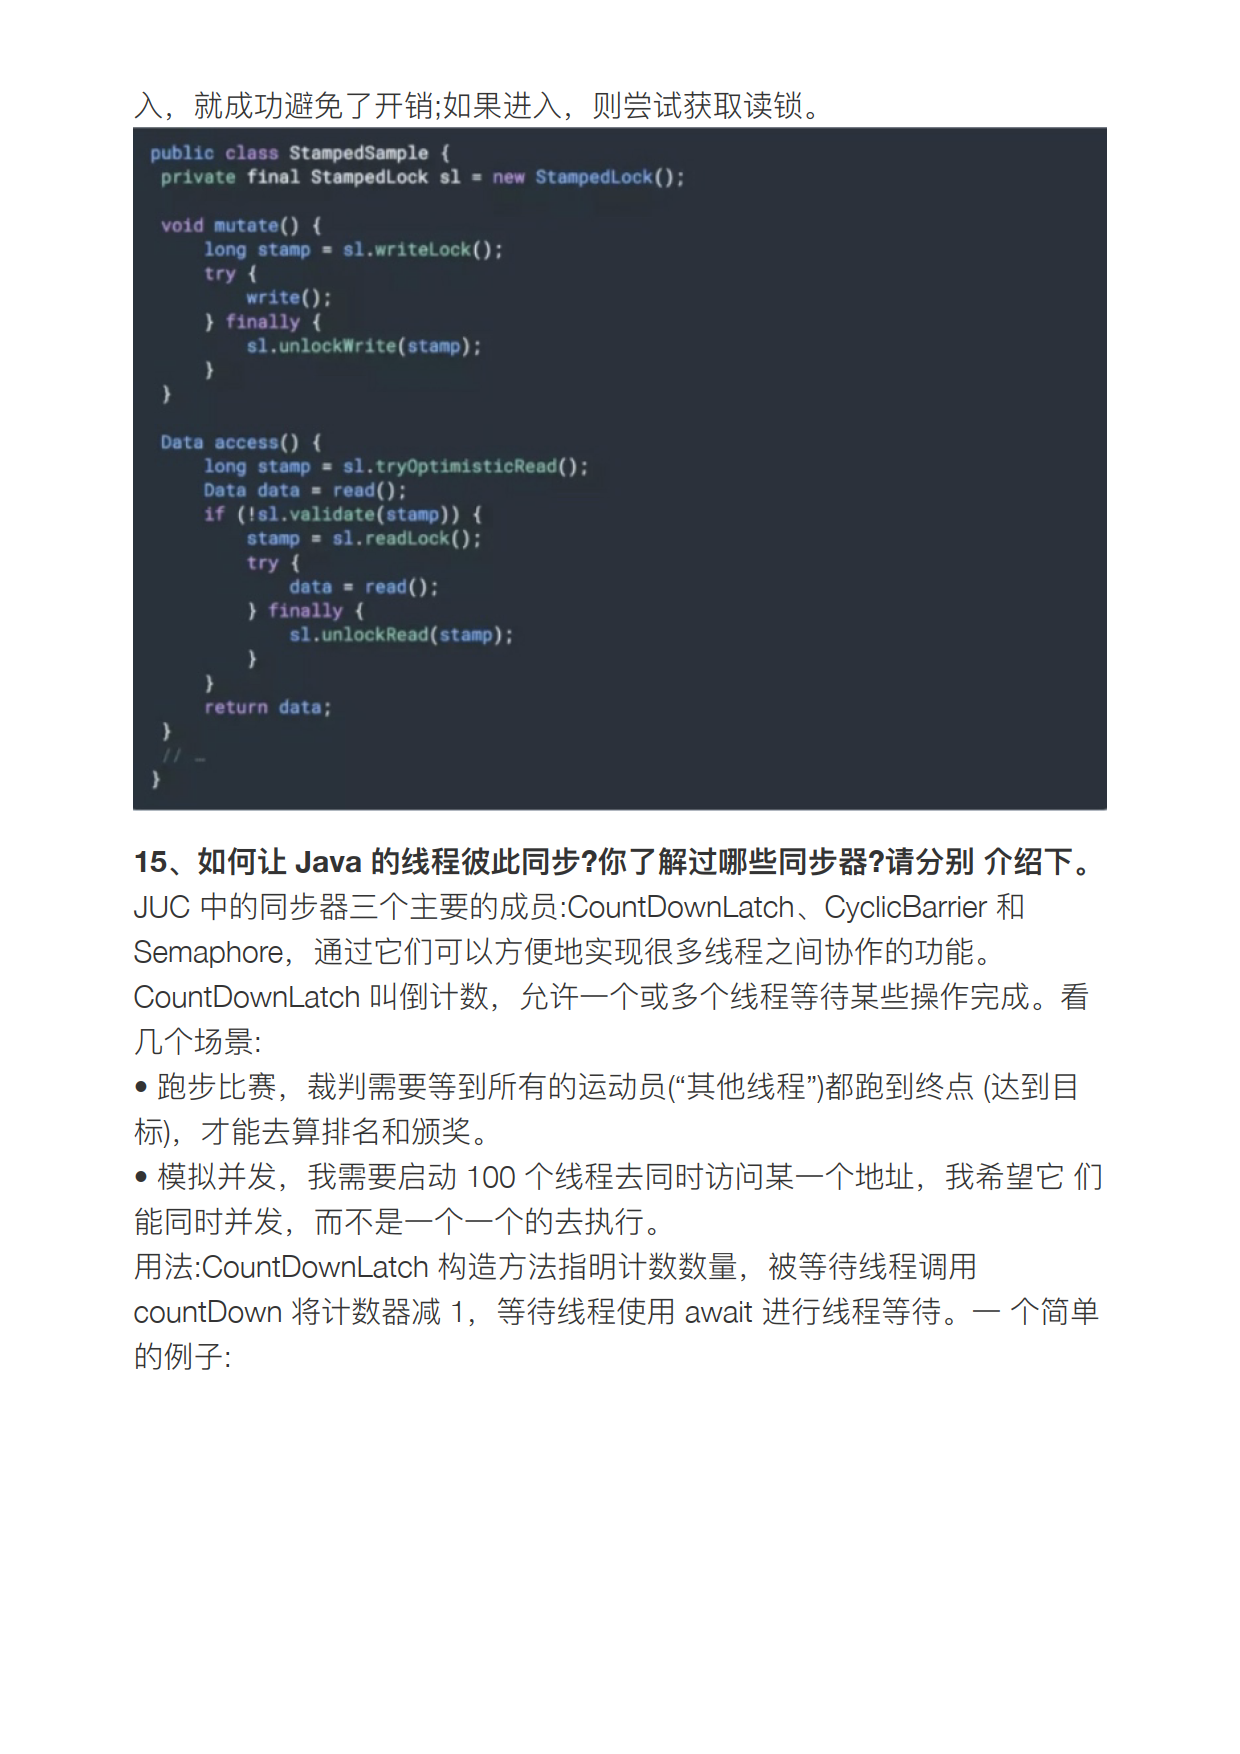 入，就成功避免了开销;如果进入，则尝试获取读锁。
public class StampedSample {
private final StampedLock sl = new StampedLock();
void mutate() {
long stamp = sl.writeLock();
try {
write();
} finally {
sl.unlockWrite(stamp);
}
}
Data access() {
long stamp = sl.tryOptimisticRead();
Data data = read();
if (!sl.validate(stamp)) {
stamp = sl.readLock();
try {
data = read();
} finally {
sl.unlockRead(stamp);
}
}
return data;
}
// …
}
15、如何让 Java 的线程彼此同步?你了解过哪些同步器?请分别 介绍下。
JUC 中的同步器三个主要的成员:CountDownLatch、CyclicBarrier 和
Semaphore，通过它们可以方便地实现很多线程之间协作的功能。
CountDownLatch 叫倒计数，允许一个或多个线程等待某些操作完成。看
几个场景:
• 跑步比赛，裁判需要等到所有的运动员(“其他线程”)都跑到终点 (达到目
标)，才能去算排名和颁奖。
• 模拟并发，我需要启动 100 个线程去同时访问某一个地址，我希望它 们
能同时并发，而不是一个一个的去执行。
用法:CountDownLatch 构造方法指明计数数量，被等待线程调用
countDown 将计数器减 1，等待线程使用 await 进行线程等待。一 个简单
的例子: